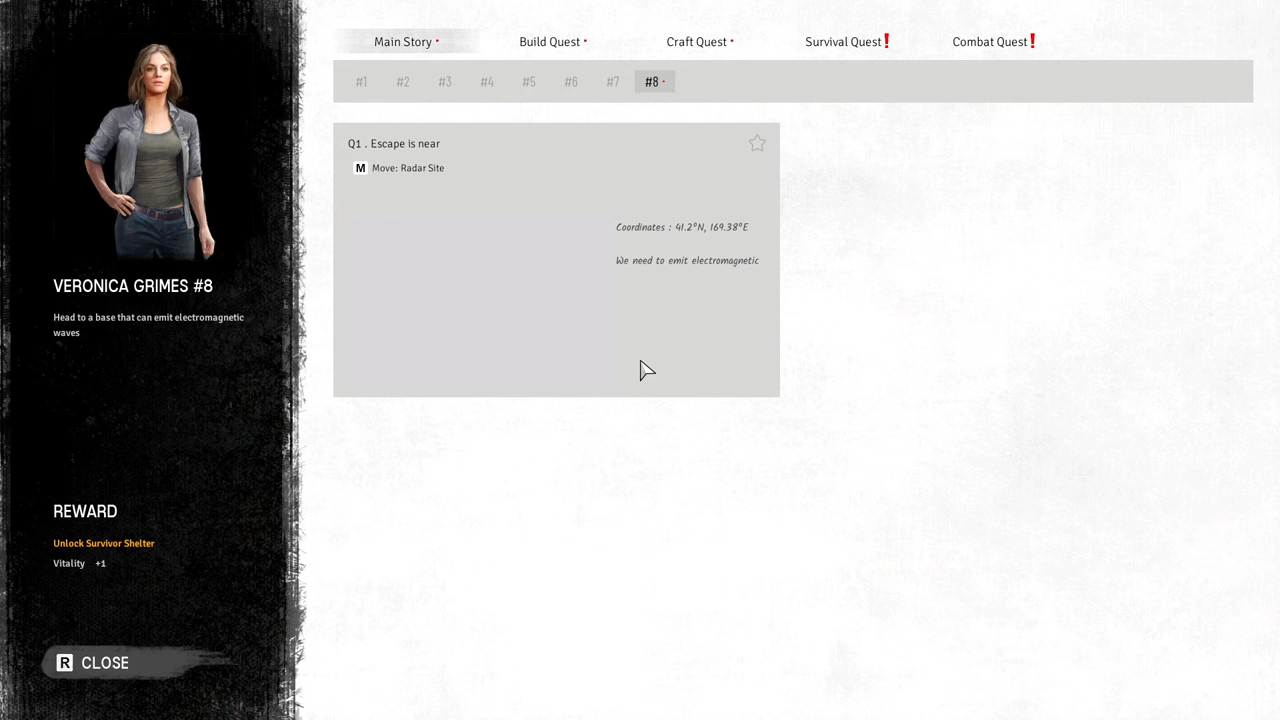 Main Story
Build Quest
Craft Quest
Survival Quest!
Combat Quest!
#1 #2 #3 #4 #5 #6 #7 #8
Q1 . Escape is near
M Move: Radar Site
Coordinates : 41.2°N, 169.38°E
We need to emit electromagnetic
VERONICA GRIMES #8
Head to a base that can emit electromagnetic
waves
REWARD
Unlock Survivor Shelter
Vitality +1
R CLOSE